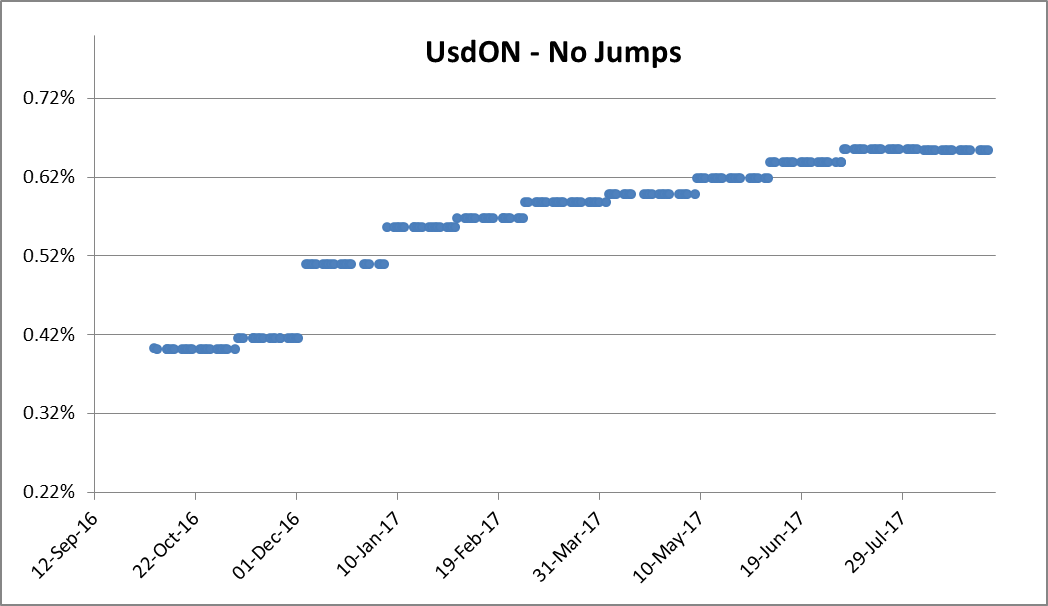 UsdON - No Jumps
0.72%
0.62%
0.52%
0.42%
0.32%
0.22%
12-Sep-16
22-Oct-16
01-Dec-16
10-Jan-17
19-Feb-17
31-Mar-17
10-May-17
19-Jun-17
29-Jul-17